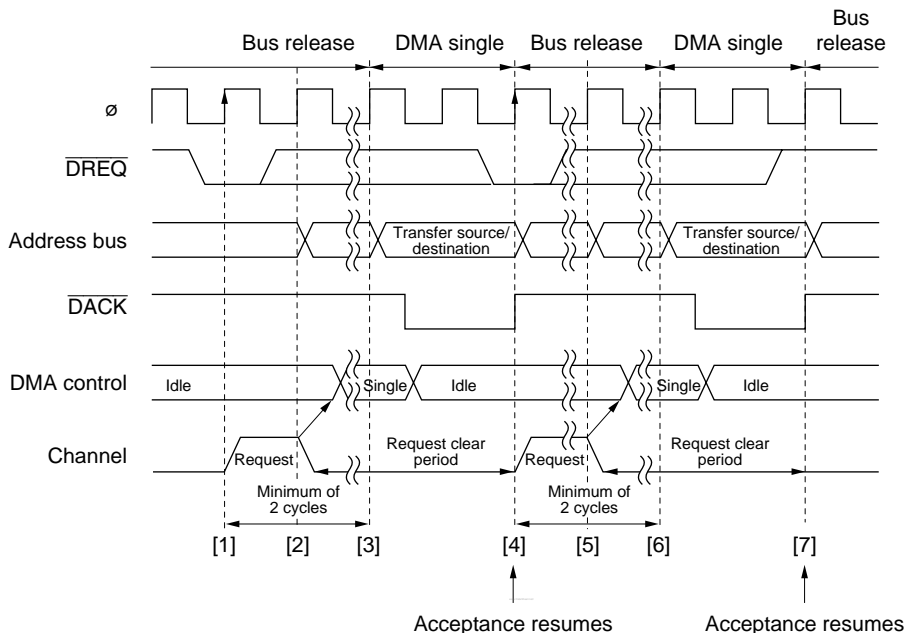 Bus release
DMA single
Bus release
DMA single
Bus
release
ø
DREQ
Address bus
Transfer source/
destination
Transfer source/
destination
DACK
DMA control
Idle
Single
Idle
Single
Idle
Channel
Request
Request clear
period
Request
Request clear
period
Minimum of
2 cycles
Minimum of
2 cycles
[1]
[2]
[3]
[4]
[5]
[6]
[7]
Acceptance resumes
Acceptance resumes